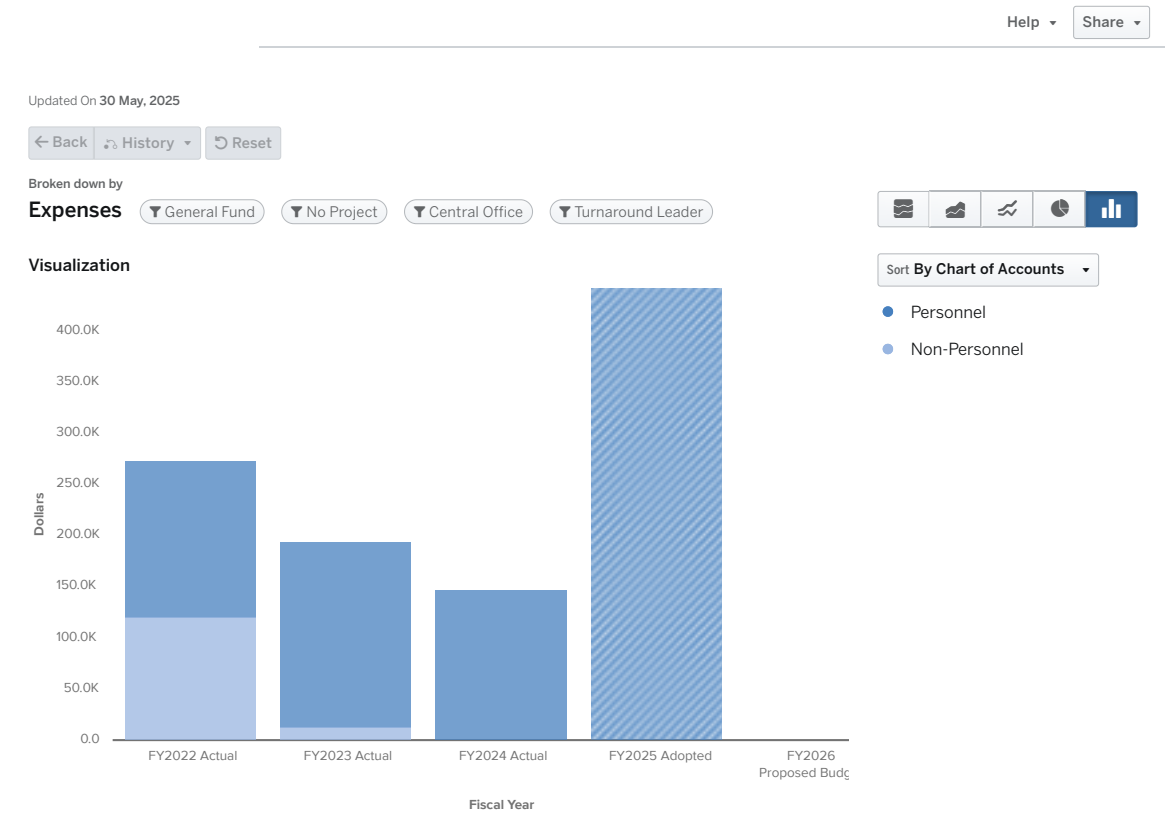 Help
Share
Updated On 30 May, 2025
Back
History
Reset
Broken down by
Expenses
General Fund
No Project
Central Office
Turnaround Leader
Visualization
Sort By Chart of Accounts
Personnel
Non-Personnel
Dollars
400.0K
350.0K
300.0K
250.0K
200.0K
150.0K
100.0K
50.0K
0.0
FY2022 Actual
FY2023 Actual
FY2024 Actual
FY2025 Adopted
FY2026
Proposed Budg
Fiscal Year